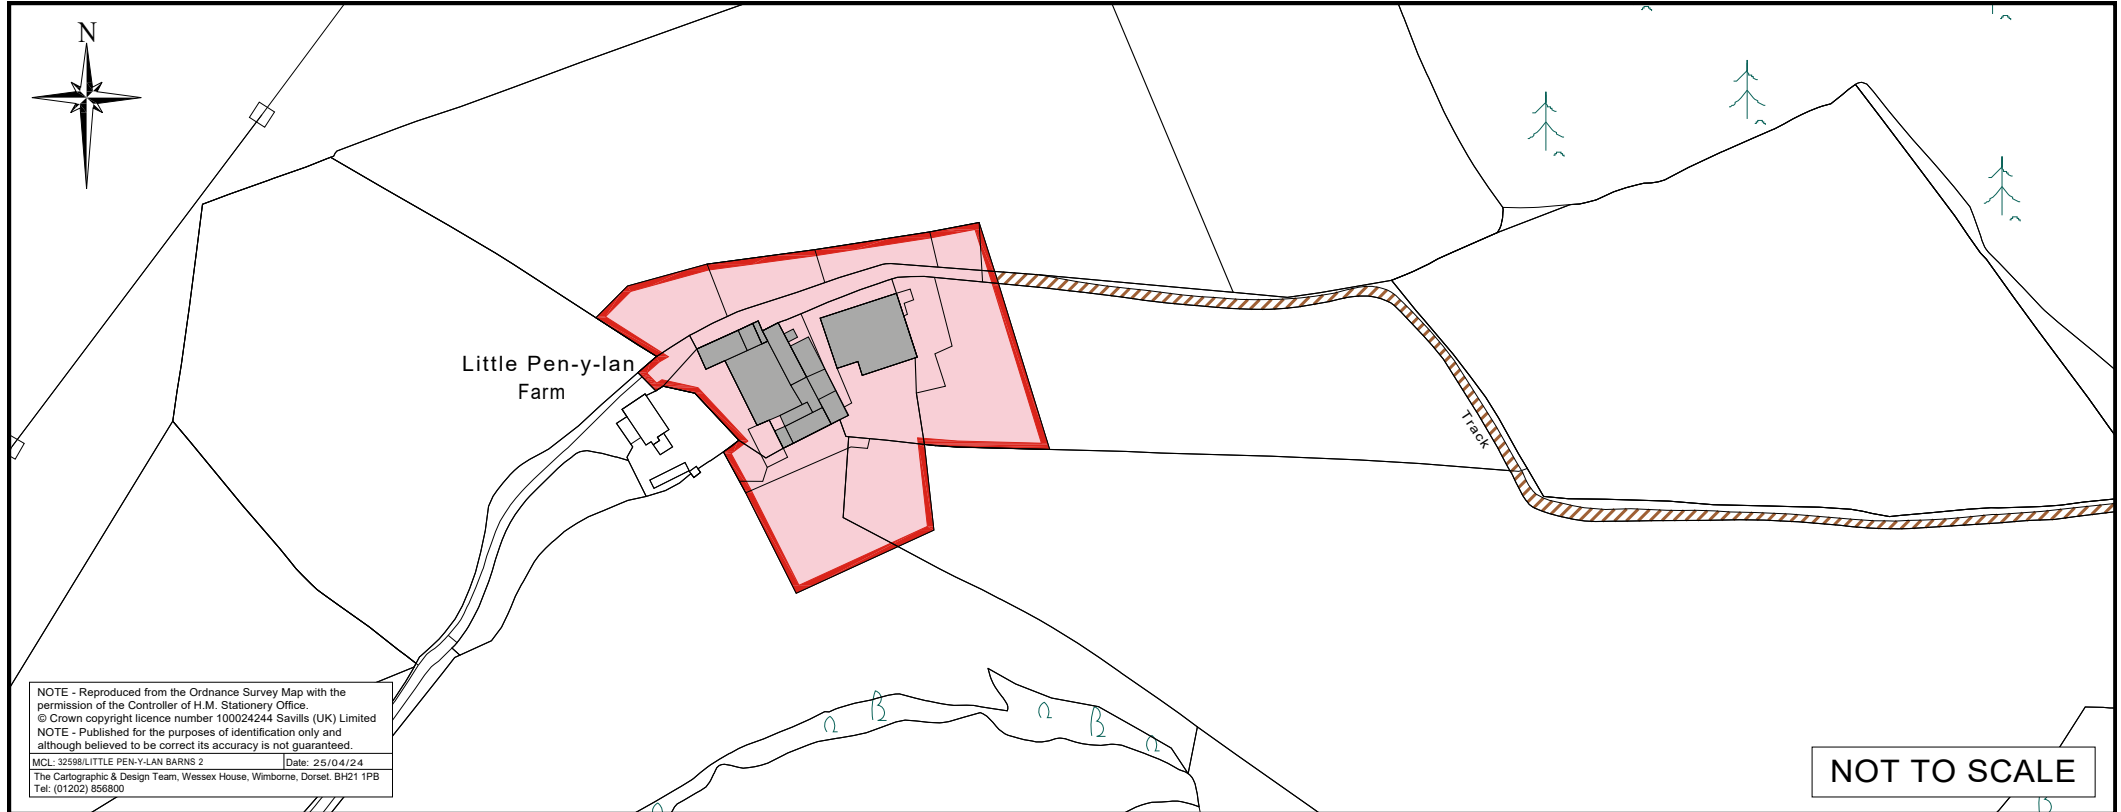 N
Little Pen-y-lan
Farm
Track
NOTE - Reproduced from the Ordnance Survey Map with the
permission of the Controller of H.M. Stationery Office.
© Crown copyright licence number 100024244 Savills (UK) Limited
NOTE - Published for the purposes of identification only and
although believed to be correct its accuracy is not guaranteed.
MCL: 32598/LITTLE PEN-Y-LAN BARNS 2 Date: 25/04/24
The Cartographic & Design Team, Wessex House, Wimborne, Dorset. BH21 1PB
Tel: (01202) 856800
NOT TO SCALE